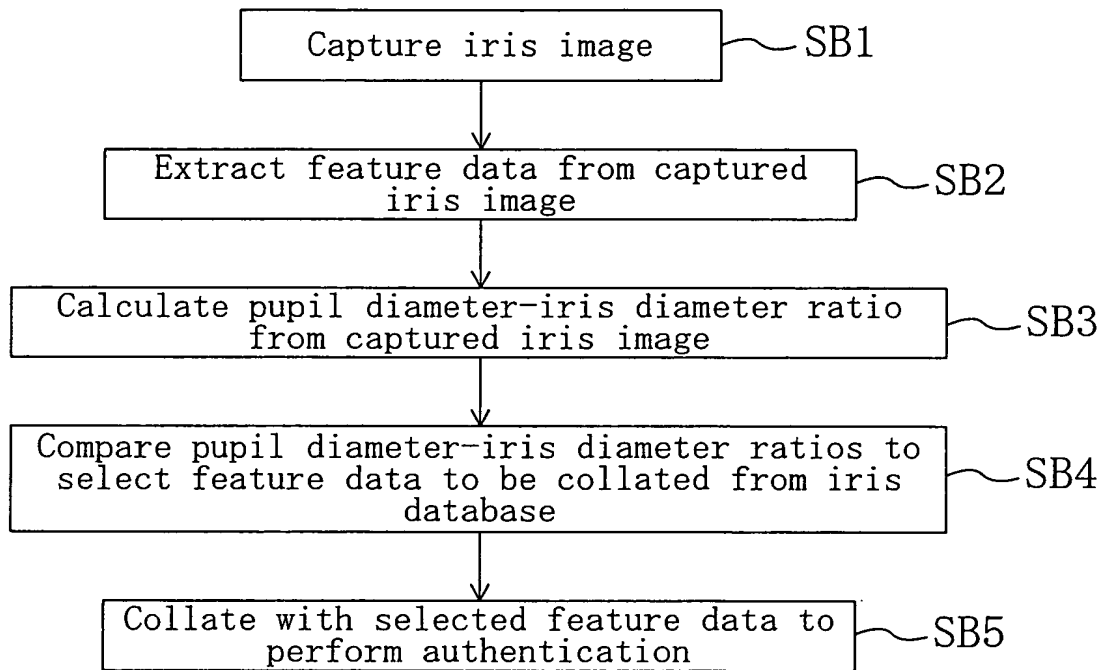 Capture iris image
SB1
Extract feature data from captured
iris image
SB2
Calculate pupil diameter-iris diameter ratio
from captured iris image
SB3
Compare pupil diameter-iris diameter ratios to
select feature data to be collated from iris
database
SB4
Collate with selected feature data to
perform authentication
SB5